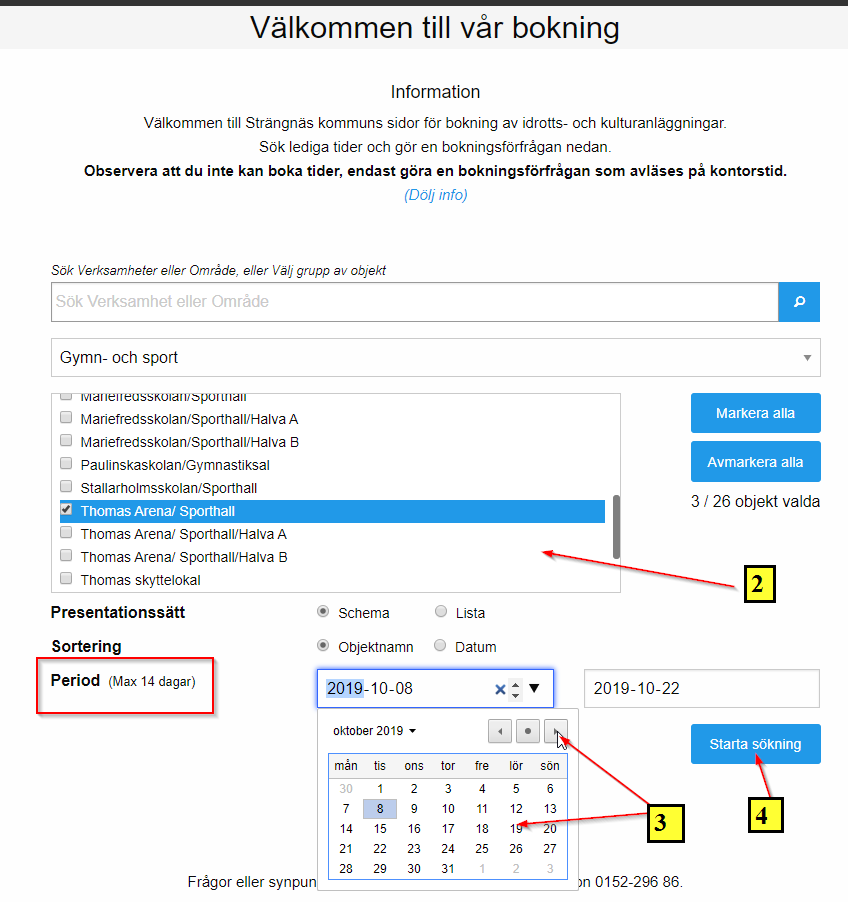 Välkommen till vår bokning
Information
Välkommen till Strängnäs kommuns sidor för bokning av idrotts- och kulturanläggningar.
Sök lediga tider och gör en bokningsförfrågan nedan.
Observera att du inte kan boka tider, endast göra en bokningsförfrågan som avläses på kontorstid.
(Dölj info)
Sök Verksamheter eller Område, eller Välj grupp av objekt
Sök Verksamhet eller Område
Gymn- och sport
Mariefredsskolan/Sporthall
Mariefredsskolan/Sporthall/Halva A
Mariefredsskolan/Sporthall/Halva B
Paulinskaskolan/Gymnastiksal
Stallarholmsskolan/Sporthall
Thomas Arena/ Sporthall
Thomas Arena/ Sporthall/Halva A
Thomas Arena/ Sporthall/Halva B
Thomas skyttelokal
Markera alla
Avmarkera alla
3 / 26 objekt valda
2
Presentationssätt Schema Lista
Sortering Objektnamn Datum
Period (Max 14 dagar) 2019-10-08 2019-10-22
oktober 2019
Starta sökning
mån tis ons tor fre lör sön
30 1 2 3 4 5 6
7 8 9 10 11 12 13
14 15 16 17 18 19 20
21 22 23 24 25 26 27
28 29 30 31 1 2 3
3
4
Frågor eller synpun on 0152-296 86.